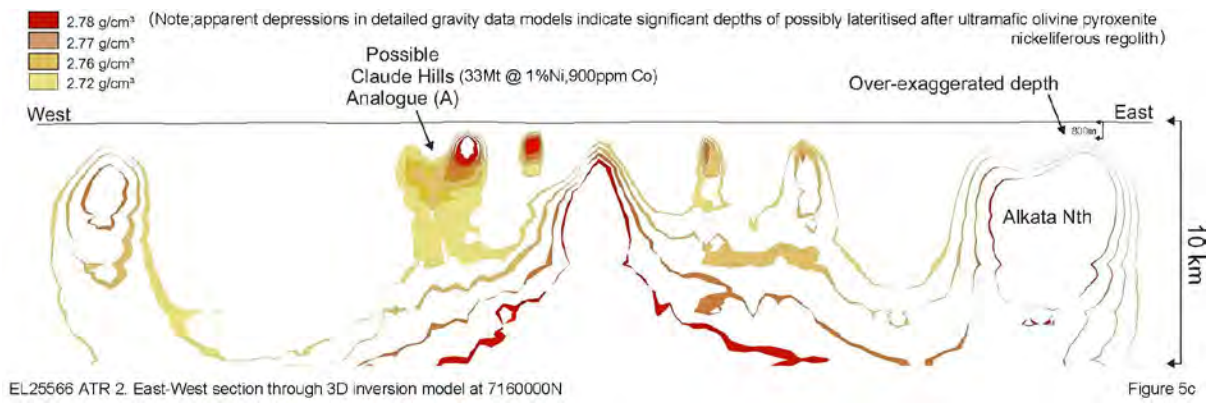 2.78 g/cm³
2.77 g/cm³
2.76 g/cm³
2.72 g/cm³
(Note;apparent depressions in detailed gravity data models indicate significant depths of possibly lateritised after ultramafic olivine pyroxenite
nickeliferous regolith)
Possible
Claude Hills (33Mt @ 1%Ni,900ppm Co)
Analogue (A)
Over-exaggerated depth
West
East
800m
Alkata Nth
10 km
EL25566 ATR 2. East-West section through 3D inversion model at 7160000N
Figure 5c